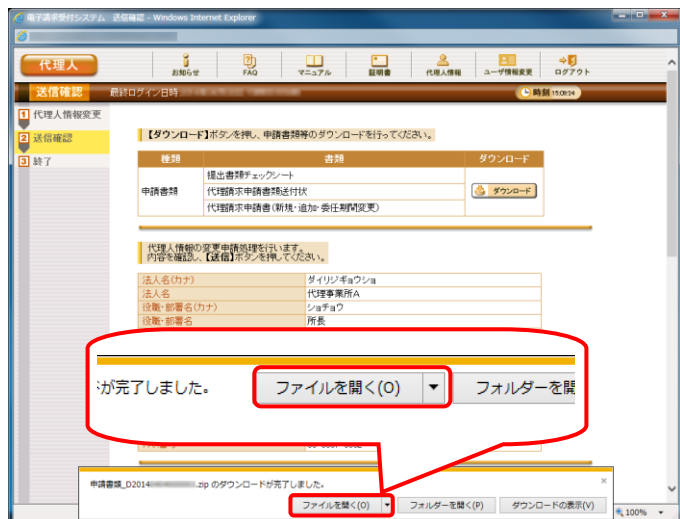 電子請求受付システム 送信確認 - Windows Internet Explorer
代理人
お知らせ FAQ マニュアル 証明書 代理人情報 ユーザ情報変更 ログアウト
送信確認 最終ログイン日時 時刻 15:09:24
1 代理人情報変更
2 送信確認
3 終了
【ダウンロード】ボタンを押し、申請書類等のダウンロードを行ってください。
種類 書類 ダウンロード
申請書類
提出書類チェックシート
代理請求申請書類送付状
代理請求申請書(新規・追加・委任期間変更)
ダウンロード
代理人情報の変更申請処理を行います。
内容を確認し、【送信】ボタンを押してください。
法人名(カナ) ダイリジギョウショ
法人名 代理事業所A
役職・部署名(カナ) ショチョウ
役職・部署名 所長
が完了しました。 ファイルを開く(O) ▼ フォルダーを開
申請書類_D2014 .zip のダウンロードが完了しました。 ×
ファイルを開く(O) ▼ フォルダーを開く(P) ダウンロードの表示(V)
100%